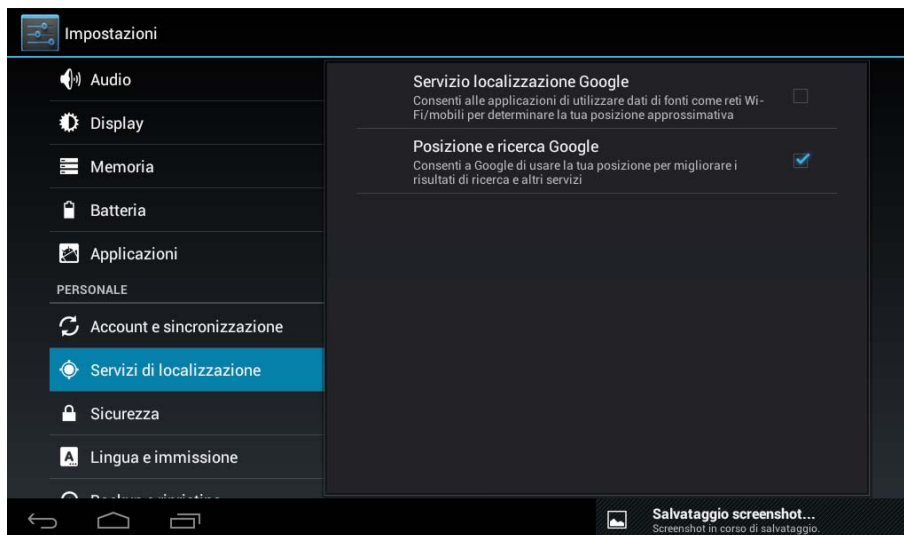 Impostazioni
Audio
Display
Memoria
Batteria
Applicazioni
PERSONALE
Account e sincronizzazione
Servizi di localizzazione
Sicurezza
Lingua e immissione
Servizio localizzazione Google
Consenti alle applicazioni di utilizzare dati di fonti come reti Wi-
Fi/mobili per determinare la tua posizione approssimativa
Posizione e ricerca Google
Consenti a Google di usare la tua posizione per migliorare i
risultati di ricerca e altri servizi
Salvataggio screenshot...
Screenshot in corso di salvataggio.